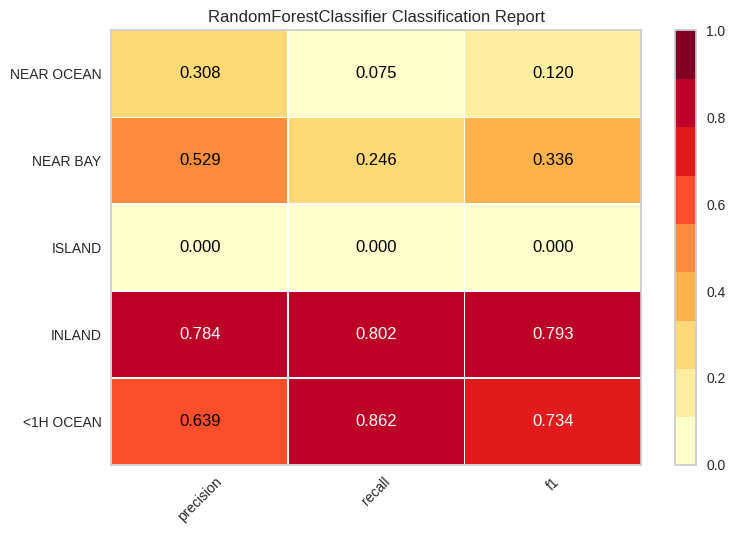 RandomForestClassifier Classification Report
NEAR OCEAN 0.308 0.075 0.120
NEAR BAY 0.529 0.246 0.336
ISLAND 0.000 0.000 0.000
INLAND 0.784 0.802 0.793
<1H OCEAN 0.639 0.862 0.734
precision recall f1
1.0
0.8
0.6
0.4
0.2
0.0